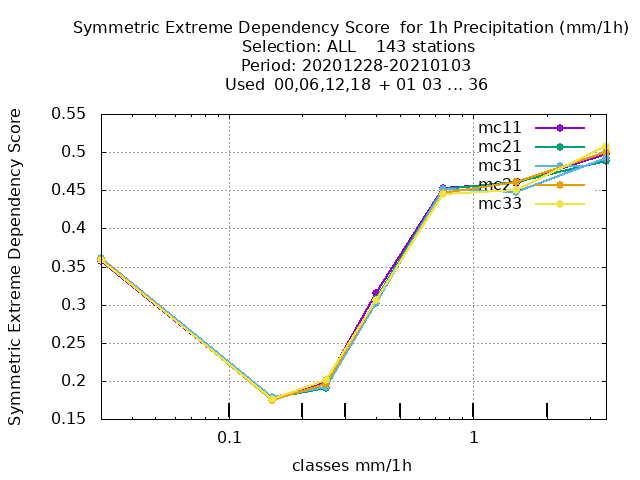 Symmetric Extreme Dependency Score for 1h Precipitation (mm/1h)
Selection: ALL 143 stations
Period: 20201228-20210103
Used 00,06,12,18 + 01 03 ... 36
Symmetric Extreme Dependency Score
0.55
0.5
0.45
0.4
0.35
0.3
0.25
0.2
0.15
mc11
mc21
mc31
mc33
0.1
1
classes mm/1h